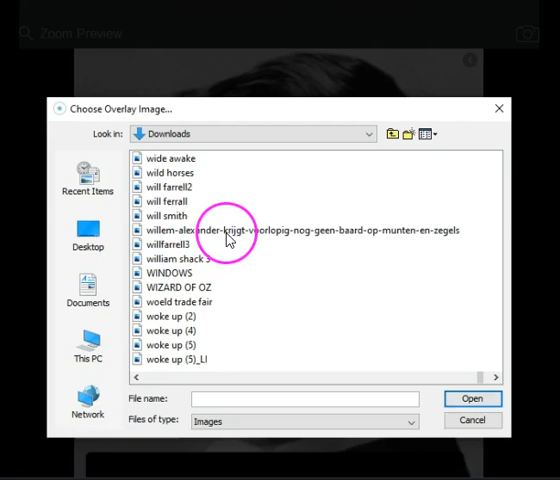 Zoom Preview
Choose Overlay Image...
Look in: Downloads
wide awake
wild horses
will farrell2
will ferrall
will smith
willem-alexander-krijgt-voorlopig-nog-geen-baard-op-munten-en-zegels
willfarrell3
william shack 3
WINDOWS
WIZARD OF OZ
woeld trade fair
woke up (2)
woke up (4)
woke up (5)
woke up (5)_LI
Recent Items
Desktop
Documents
This PC
Network
File name:
Open
Files of type: Images
Cancel